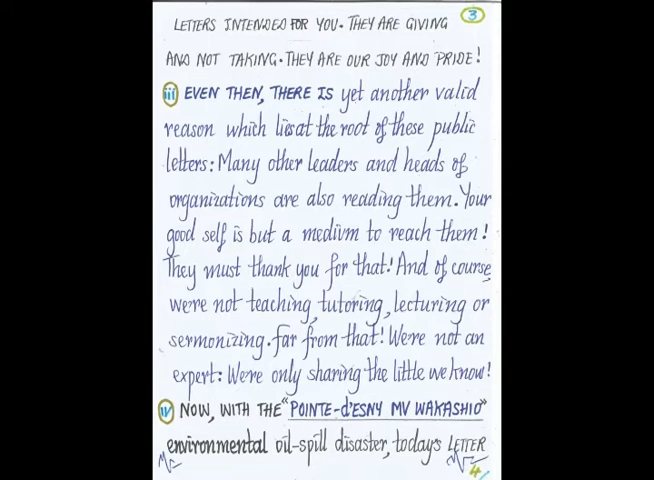 LETTERS INTENDED FOR YOU. THEY ARE GIVING 3
AND NOT TAKING. THEY ARE OUR JOY AND PRIDE!
iii EVEN THEN, THERE IS yet another valid
reason which lies at the root of these public
letters: Many other leaders and heads of
organizations are also reading them. Your
good self is but a medium to reach them!
They must thank you for that! And of course,
we're not teaching, tutoring, lecturing or
sermonizing. far from that! We're not an
expert: We're only sharing the little we know!
iv NOW, WITH THE "POINTE-d'ESNY MV WAKASHIO"
environmental oil-spill disaster, today's LETTER
4/